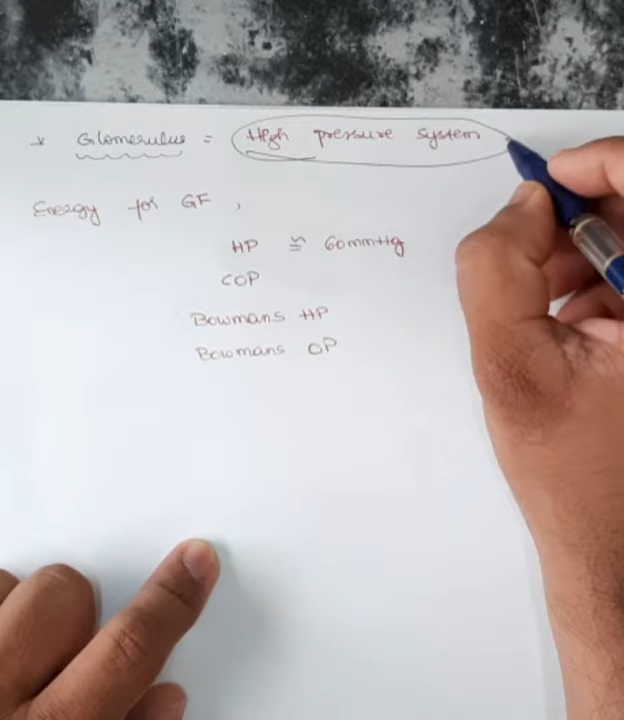 * Glomerulus = High pressure system
Energy for GF,
HP ≅ 60mmHg
COP
Bowmans HP
Bowmans OP